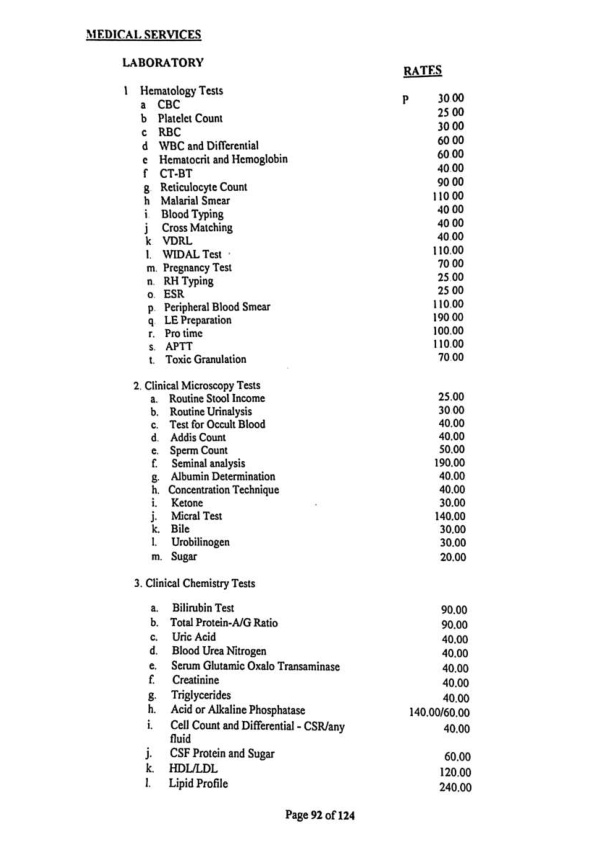 MEDICAL SERVICES
LABORATORY
RATES
1 Hematology Tests
a CBC P 30 00
b Platelet Count 25 00
c RBC 30 00
d WBC and Differential 60 00
e Hematocrit and Hemoglobin 60 00
f CT-BT 40 00
g. Reticulocyte Count 90 00
h Malarial Smear 110 00
i. Blood Typing 40 00
j Cross Matching 40 00
k VDRL 40 00
l. WIDAL Test 110.00
m. Pregnancy Test 70 00
n. RH Typing 25 00
o. ESR 25 00
p. Peripheral Blood Smear 110.00
q. LE Preparation 190 00
r. Pro time 100.00
s. APTT 110.00
t. Toxic Granulation 70 00
2. Clinical Microscopy Tests
a. Routine Stool Income 25.00
b. Routine Urinalysis 30 00
c. Test for Occult Blood 40.00
d. Addis Count 40.00
e. Sperm Count 50.00
f. Seminal analysis 190.00
g. Albumin Determination 40.00
h. Concentration Technique 40.00
i. Ketone 30.00
j. Micral Test 140.00
k. Bile 30.00
l. Urobilinogen 30.00
m. Sugar 20.00
3. Clinical Chemistry Tests
a. Bilirubin Test 90.00
b. Total Protein-A/G Ratio 90.00
c. Uric Acid 40.00
d. Blood Urea Nitrogen 40.00
e. Serum Glutamic Oxalo Transaminase 40.00
f. Creatinine 40.00
g. Triglycerides 40.00
h. Acid or Alkaline Phosphatase 140.00/60.00
i. Cell Count and Differential - CSR/any 40.00
fluid
j. CSF Protein and Sugar 60.00
k. HDL/LDL 120.00
l. Lipid Profile 240.00
Page 92 of 124